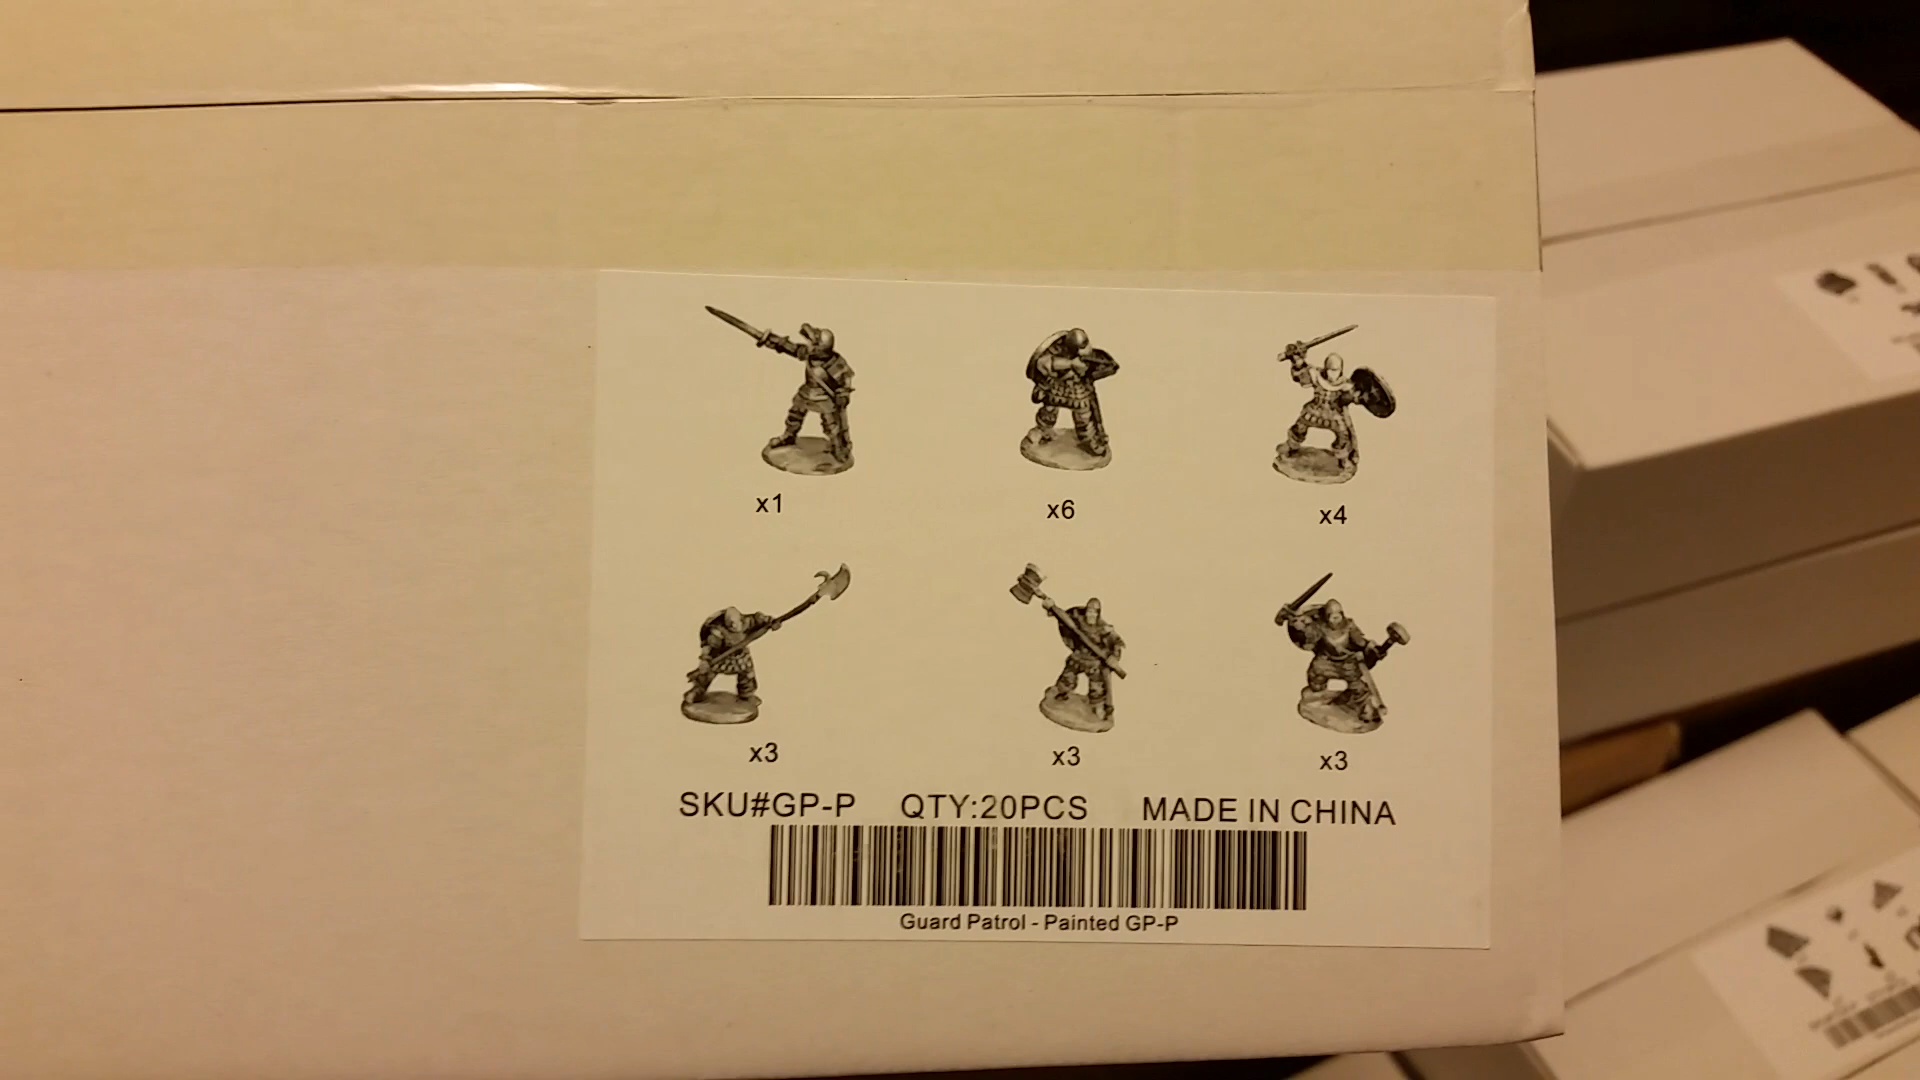 x1 x6 x4
x3 x3 x3
SKU#GP-P QTY:20PCS MADE IN CHINA
Guard Patrol - Painted GP-P